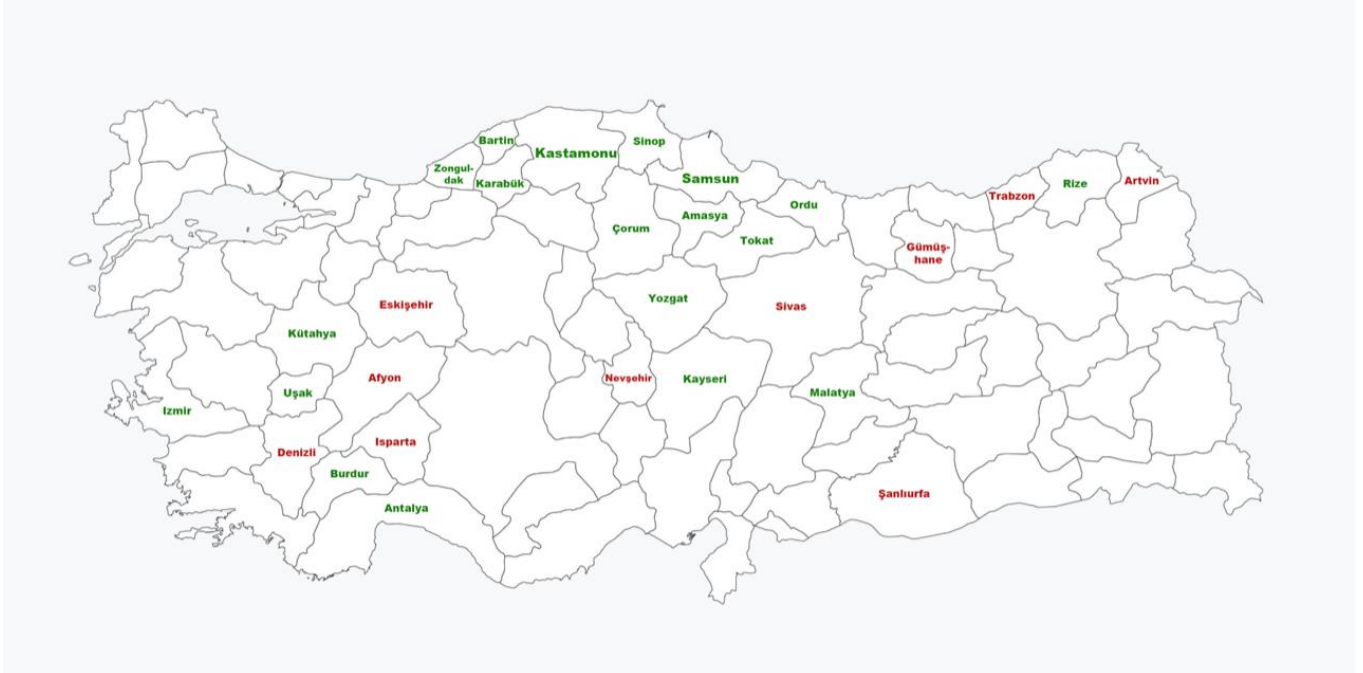 Bartin
Kastamonu
Sinop
Zongul-
dak
Karabük
Samsun
Rize
Artvin
Trabzon
Ordu
Amasya
Çorum
Tokat
Gümüş-
hane
Eskişehir
Yozgat
Sivas
Kütahya
Afyon
Nevşehir
Kayseri
Uşak
Malatya
Izmir
Isparta
Denizli
Burdur
Şanlıurfa
Antalya